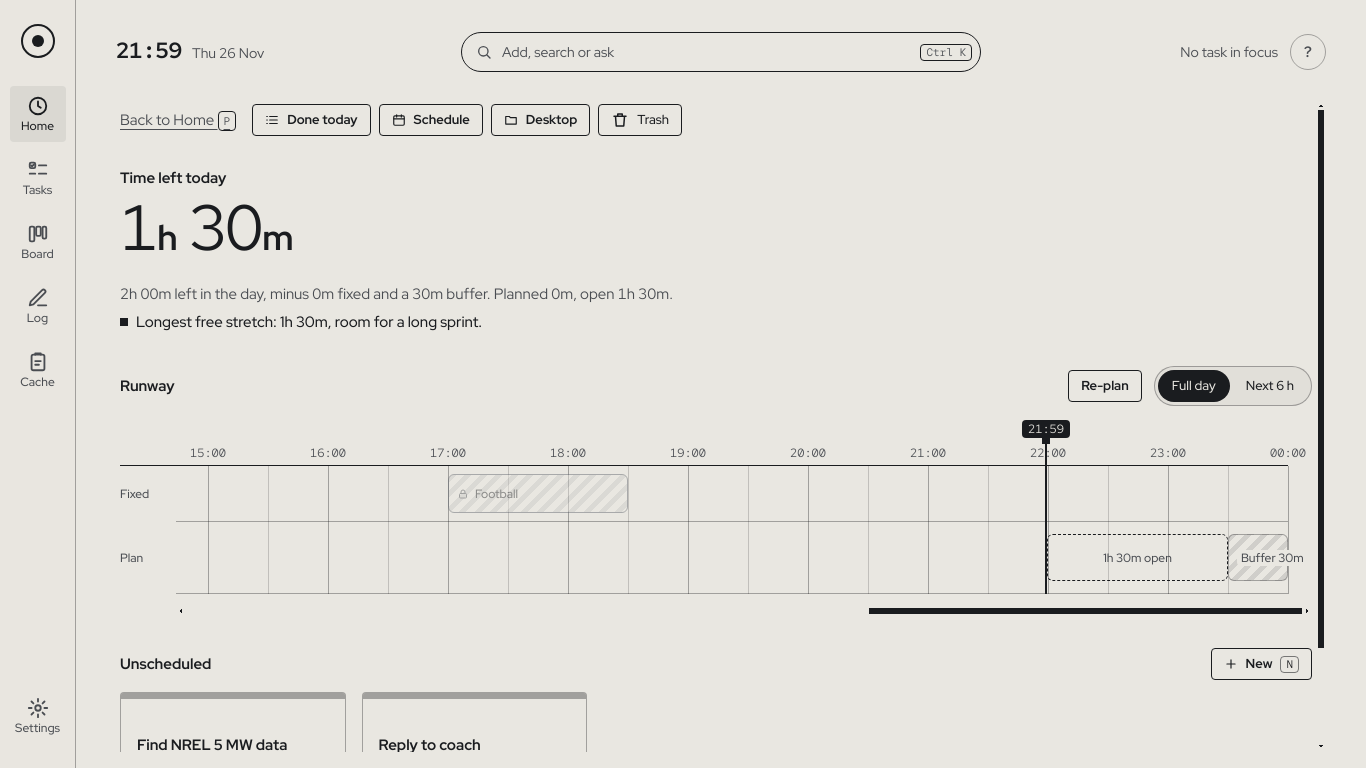 21:59 Thu 26 Nov
Add, search or ask Ctrl K
No task in focus ?
Home
Tasks
Board
Log
Cache
Settings
Back to Home P
Done today
Schedule
Desktop
Trash
Time left today
1h 30m
2h 00m left in the day, minus 0m fixed and a 30m buffer. Planned 0m, open 1h 30m.
Longest free stretch: 1h 30m, room for a long sprint.
Runway
Re-plan
Full day
Next 6 h
21:59
15:00 16:00 17:00 18:00 19:00 20:00 21:00 22:00 23:00 00:00
Fixed
Football
Plan
1h 30m open
Buffer 30m
Unscheduled
New N
Find NREL 5 MW data
Reply to coach